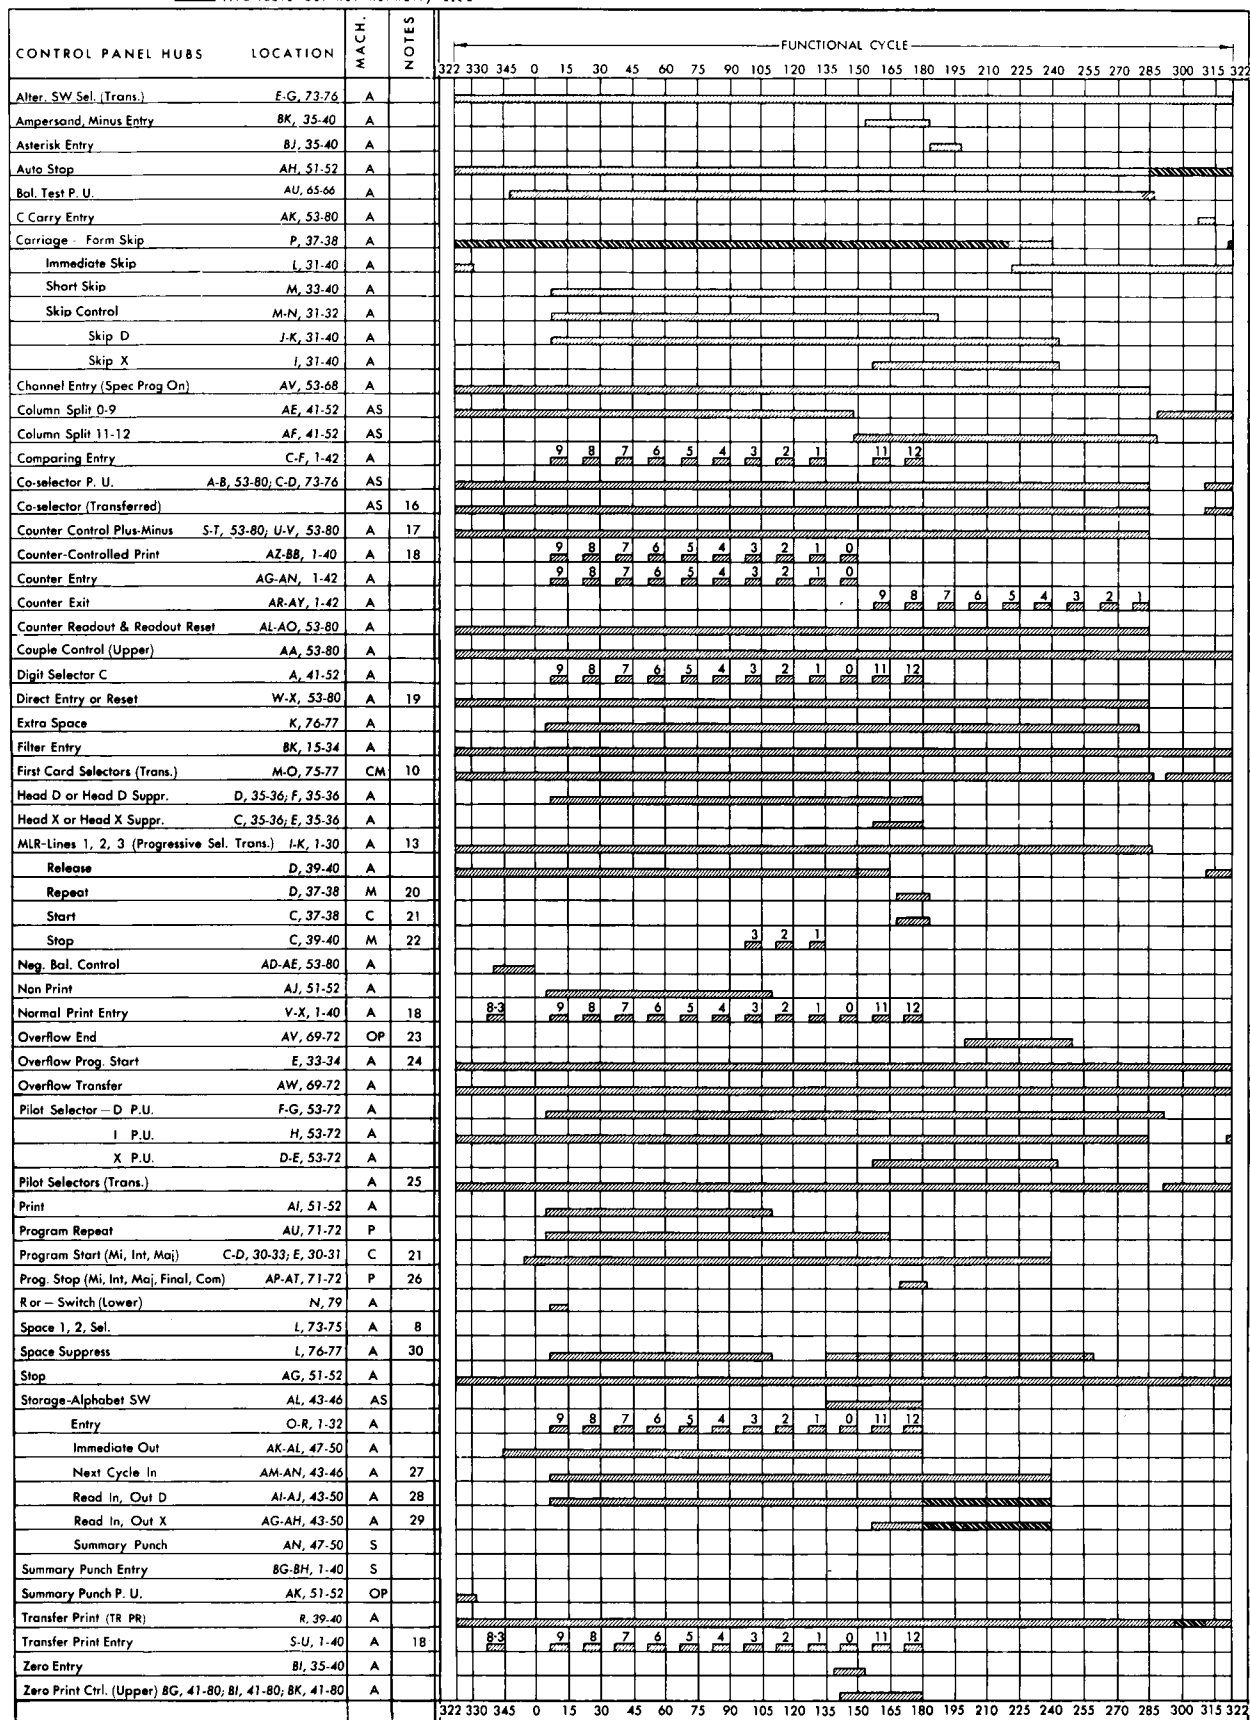 CONTROL PANEL HUBS LOCATION MACH. NOTES FUNCTIONAL CYCLE
322 330 345 0 15 30 45 60 75 90 105 120 135 150 165 180 195 210 225 240 255 270 285 300 315 322
Alter. SW Sel. (Trans.) E-G, 73-76 A
Ampersand, Minus Entry BK, 35-40 A
Asterisk Entry BJ, 35-40 A
Auto Stop AH, 51-52 A
Bal. Test P. U. AU, 65-66 A
C Carry Entry AK, 53-80 A
Carriage - Form Skip P, 37-38 A
Immediate Skip L, 31-40 A
Short Skip M, 33-40 A
Skip Control M-N, 31-32 A
Skip D J-K, 31-40 A
Skip X I, 31-40 A
Channel Entry (Spec Prog On) AV, 53-68 A
Column Split 0-9 AE, 41-52 AS
Column Split 11-12 AF, 41-52 AS
Comparing Entry C-F, 1-42 A 9 8 7 6 5 4 3 2 1 11 12
Co-selector P. U. A-B, 53-80; C-D, 73-76 AS
Co-selector (Transferred) AS 16
Counter Control Plus-Minus S-T, 53-80; U-V, 53-80 A 17
Counter-Controlled Print AZ-BB, 1-40 A 18 9 8 7 6 5 4 3 2 1 0
Counter Entry AG-AN, 1-42 A 9 8 7 6 5 4 3 2 1 0
Counter Exit AR-AY, 1-42 A 9 8 7 6 5 4 3 2 1
Counter Readout & Readout Reset AL-AO, 53-80 A
Couple Control (Upper) AA, 53-80 A
Digit Selector C A, 41-52 A 9 8 7 6 5 4 3 2 1 0 11 12
Direct Entry or Reset W-X, 53-80 A 19
Extra Space K, 76-77 A
Filter Entry BK, 15-34 A
First Card Selectors (Trans.) M-O, 75-77 CM 10
Head D or Head D Suppr. D, 35-36; F, 35-36 A
Head X or Head X Suppr. C, 35-36; E, 35-36 A
MLR-Lines 1, 2, 3 (Progressive Sel. Trans.) I-K, 1-30 A 13
Release D, 39-40 A
Repeat D, 37-38 M 20
Start C, 37-38 C 21
Stop C, 39-40 M 22 3 2 1
Neg. Bal. Control AD-AE, 53-80 A
Non Print AJ, 51-52 A
Normal Print Entry V-X, 1-40 A 18 8-3 9 8 7 6 5 4 3 2 1 0 11 12
Overflow End AV, 69-72 OP 23
Overflow Prog. Start E, 33-34 A 24
Overflow Transfer AW, 69-72 A
Pilot Selector — D P.U. F-G, 53-72 A
I P.U. H, 53-72 A
X P.U. D-E, 53-72 A
Pilot Selectors (Trans.) A 25
Print AI, 51-52 A
Program Repeat AU, 71-72 P
Program Start (Mi, Int, Maj) C-D, 30-33; E, 30-31 C 21
Prog. Stop (Mi, Int, Maj, Final, Com) AP-AT, 71-72 P 26
R or — Switch (Lower) N, 79 A
Space 1, 2, Sel. L, 73-75 A 8
Space Suppress L, 76-77 A 30
Stop AG, 51-52 A
Storage-Alphabet SW AL, 43-46 AS
Entry O-R, 1-32 A 9 8 7 6 5 4 3 2 1 0 11 12
Immediate Out AK-AL, 47-50 A
Next Cycle In AM-AN, 43-46 A 27
Read In, Out D AI-AJ, 43-50 A 28
Read In, Out X AG-AH, 43-50 A 29
Summary Punch AN, 47-50 S
Summary Punch Entry BG-BH, 1-40 S
Summary Punch P. U. AK, 51-52 OP
Transfer Print (TR PR) R, 39-40 A
Transfer Print Entry S-U, 1-40 A 18 8-3 9 8 7 6 5 4 3 2 1 0 11 12
Zero Entry BI, 35-40 A
Zero Print Ctrl. (Upper) BG, 41-80; BI, 41-80; BK, 41-80 A
322 330 345 0 15 30 45 60 75 90 105 120 135 150 165 180 195 210 225 240 255 270 285 300 315 322